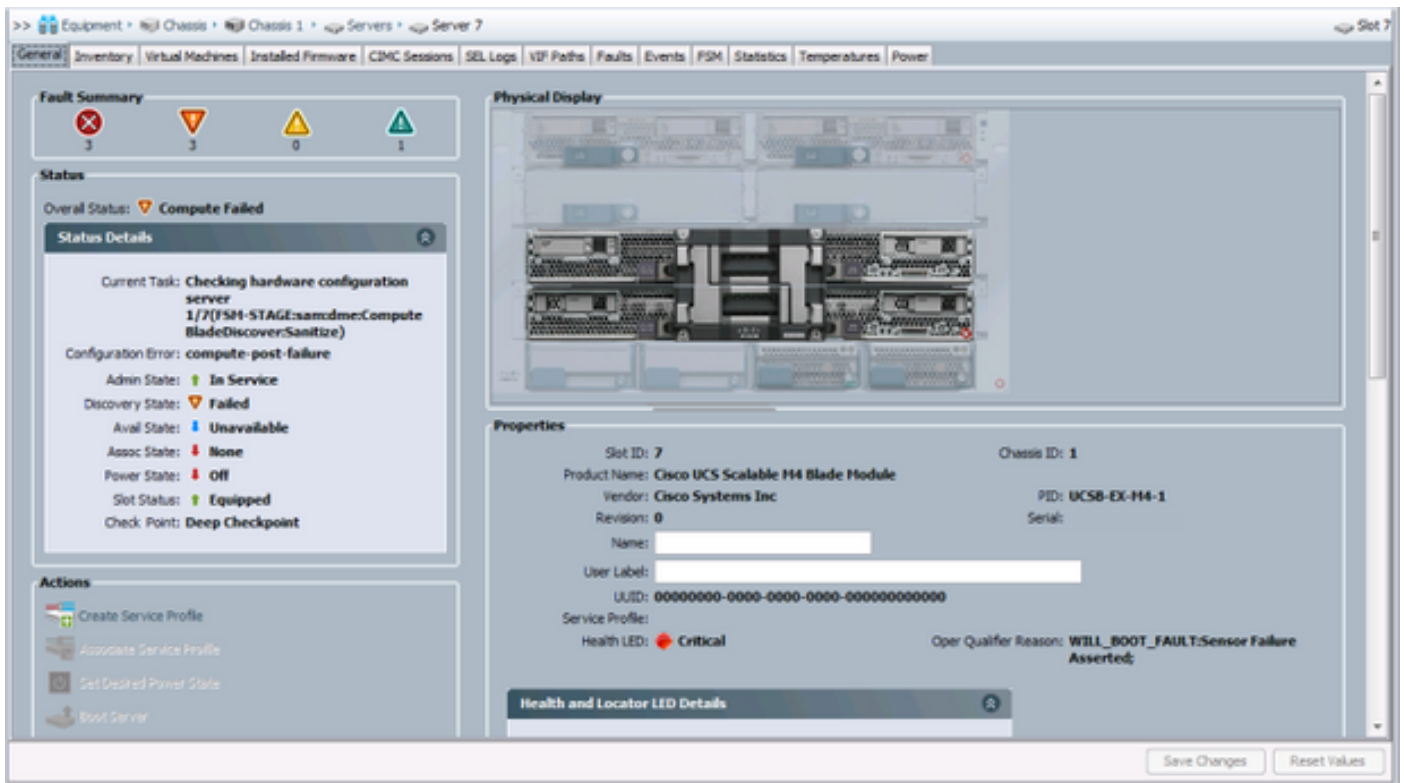 >> Equipment Chassis Chassis 1 Servers Server 7 Slot 7
General Inventory Virtual Machines Installed Firmware CIMC Sessions SEL Logs VIF Paths Faults Events FSM Statistics Temperatures Power
Fault Summary
3 3 0 1
Status
Overall Status: Compute Failed
Status Details
Current Task: Checking hardware configuration
server
1/7(FSM-STAGE:sam:dme:Compute
BladeDiscover:Sanitize)
Configuration Error: compute-post-failure
Admin State: In Service
Discovery State: Failed
Avail State: Unavailable
Assoc State: None
Power State: Off
Slot Status: Equipped
Check Point: Deep Checkpoint
Actions
Create Service Profile
Associate Service Profile
Set Desired Power State
Boot Server
Physical Display
Properties
Slot ID: 7 Chassis ID: 1
Product Name: Cisco UCS Scalable M4 Blade Module
Vendor: Cisco Systems Inc PID: UCSB-EX-M4-1
Revision: 0 Serial:
Name:
User Label:
UUID: 00000000-0000-0000-0000-000000000000
Service Profile:
Health LED: Critical Oper Qualifier Reason: WILL_BOOT_FAULT:Sensor Failure
Asserted;
Health and Locator LED Details
Save Changes Reset Values